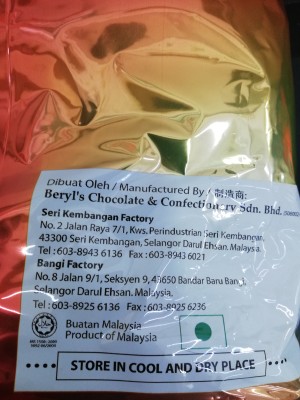 Dibuat Oleh / Manufactured By / 制造商:
Beryl's Chocolate & Confectionery Sdn. Bhd.
Seri Kembangan Factory
No. 2 Jalan Raya 7/1, Kws. Perindustrian Seri Kembangan,
43300 Seri Kembangan, Selangor Darul Ehsan. Malaysia.
Tel : 603-8943 6136 Fax : 603-8943 6021
Bangi Factory
No. 8 Jalan 9/1, Seksyen 9, 43650 Bandar Baru Bangi,
Selangor Darul Ehsan. Malaysia.
Tel : 603-8925 6136 Fax : 603-8925 6236
Buatan Malaysia
Product of Malaysia
STORE IN COOL AND DRY PLACE